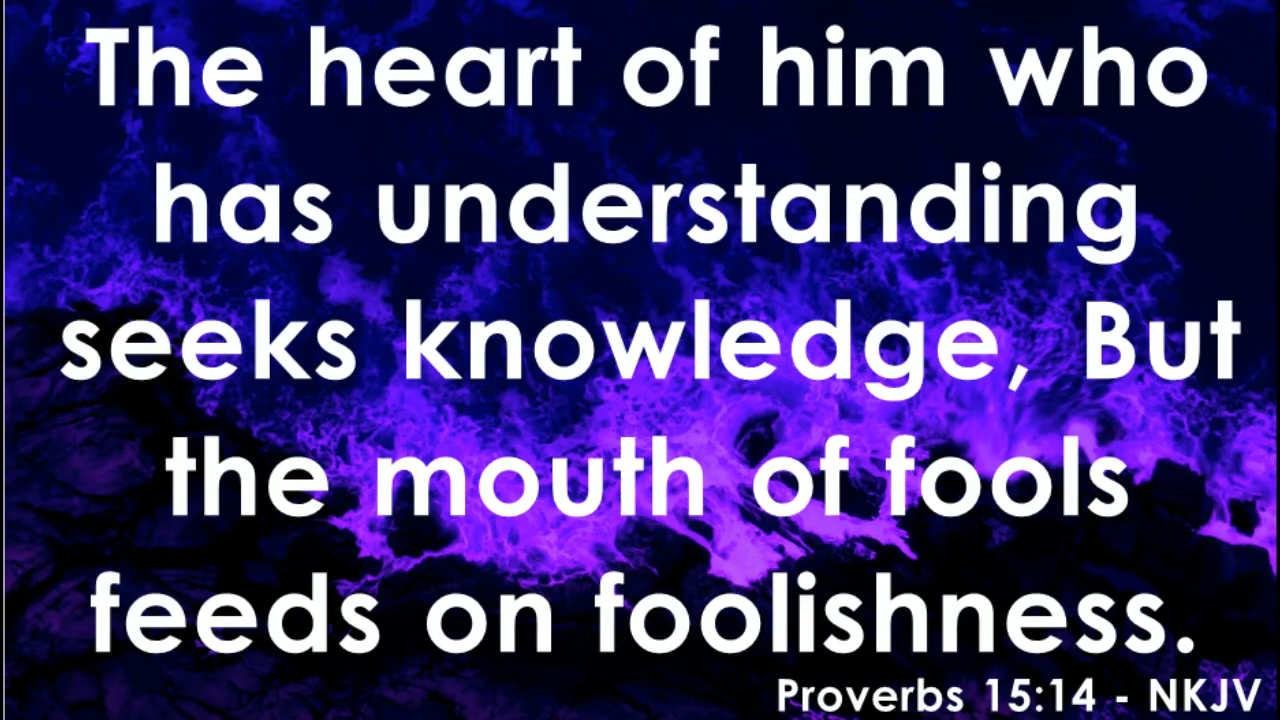 The heart of him who
has understanding
seeks knowledge, But
the mouth of fools
feeds on foolishness.
Proverbs 15:14 - NKJV